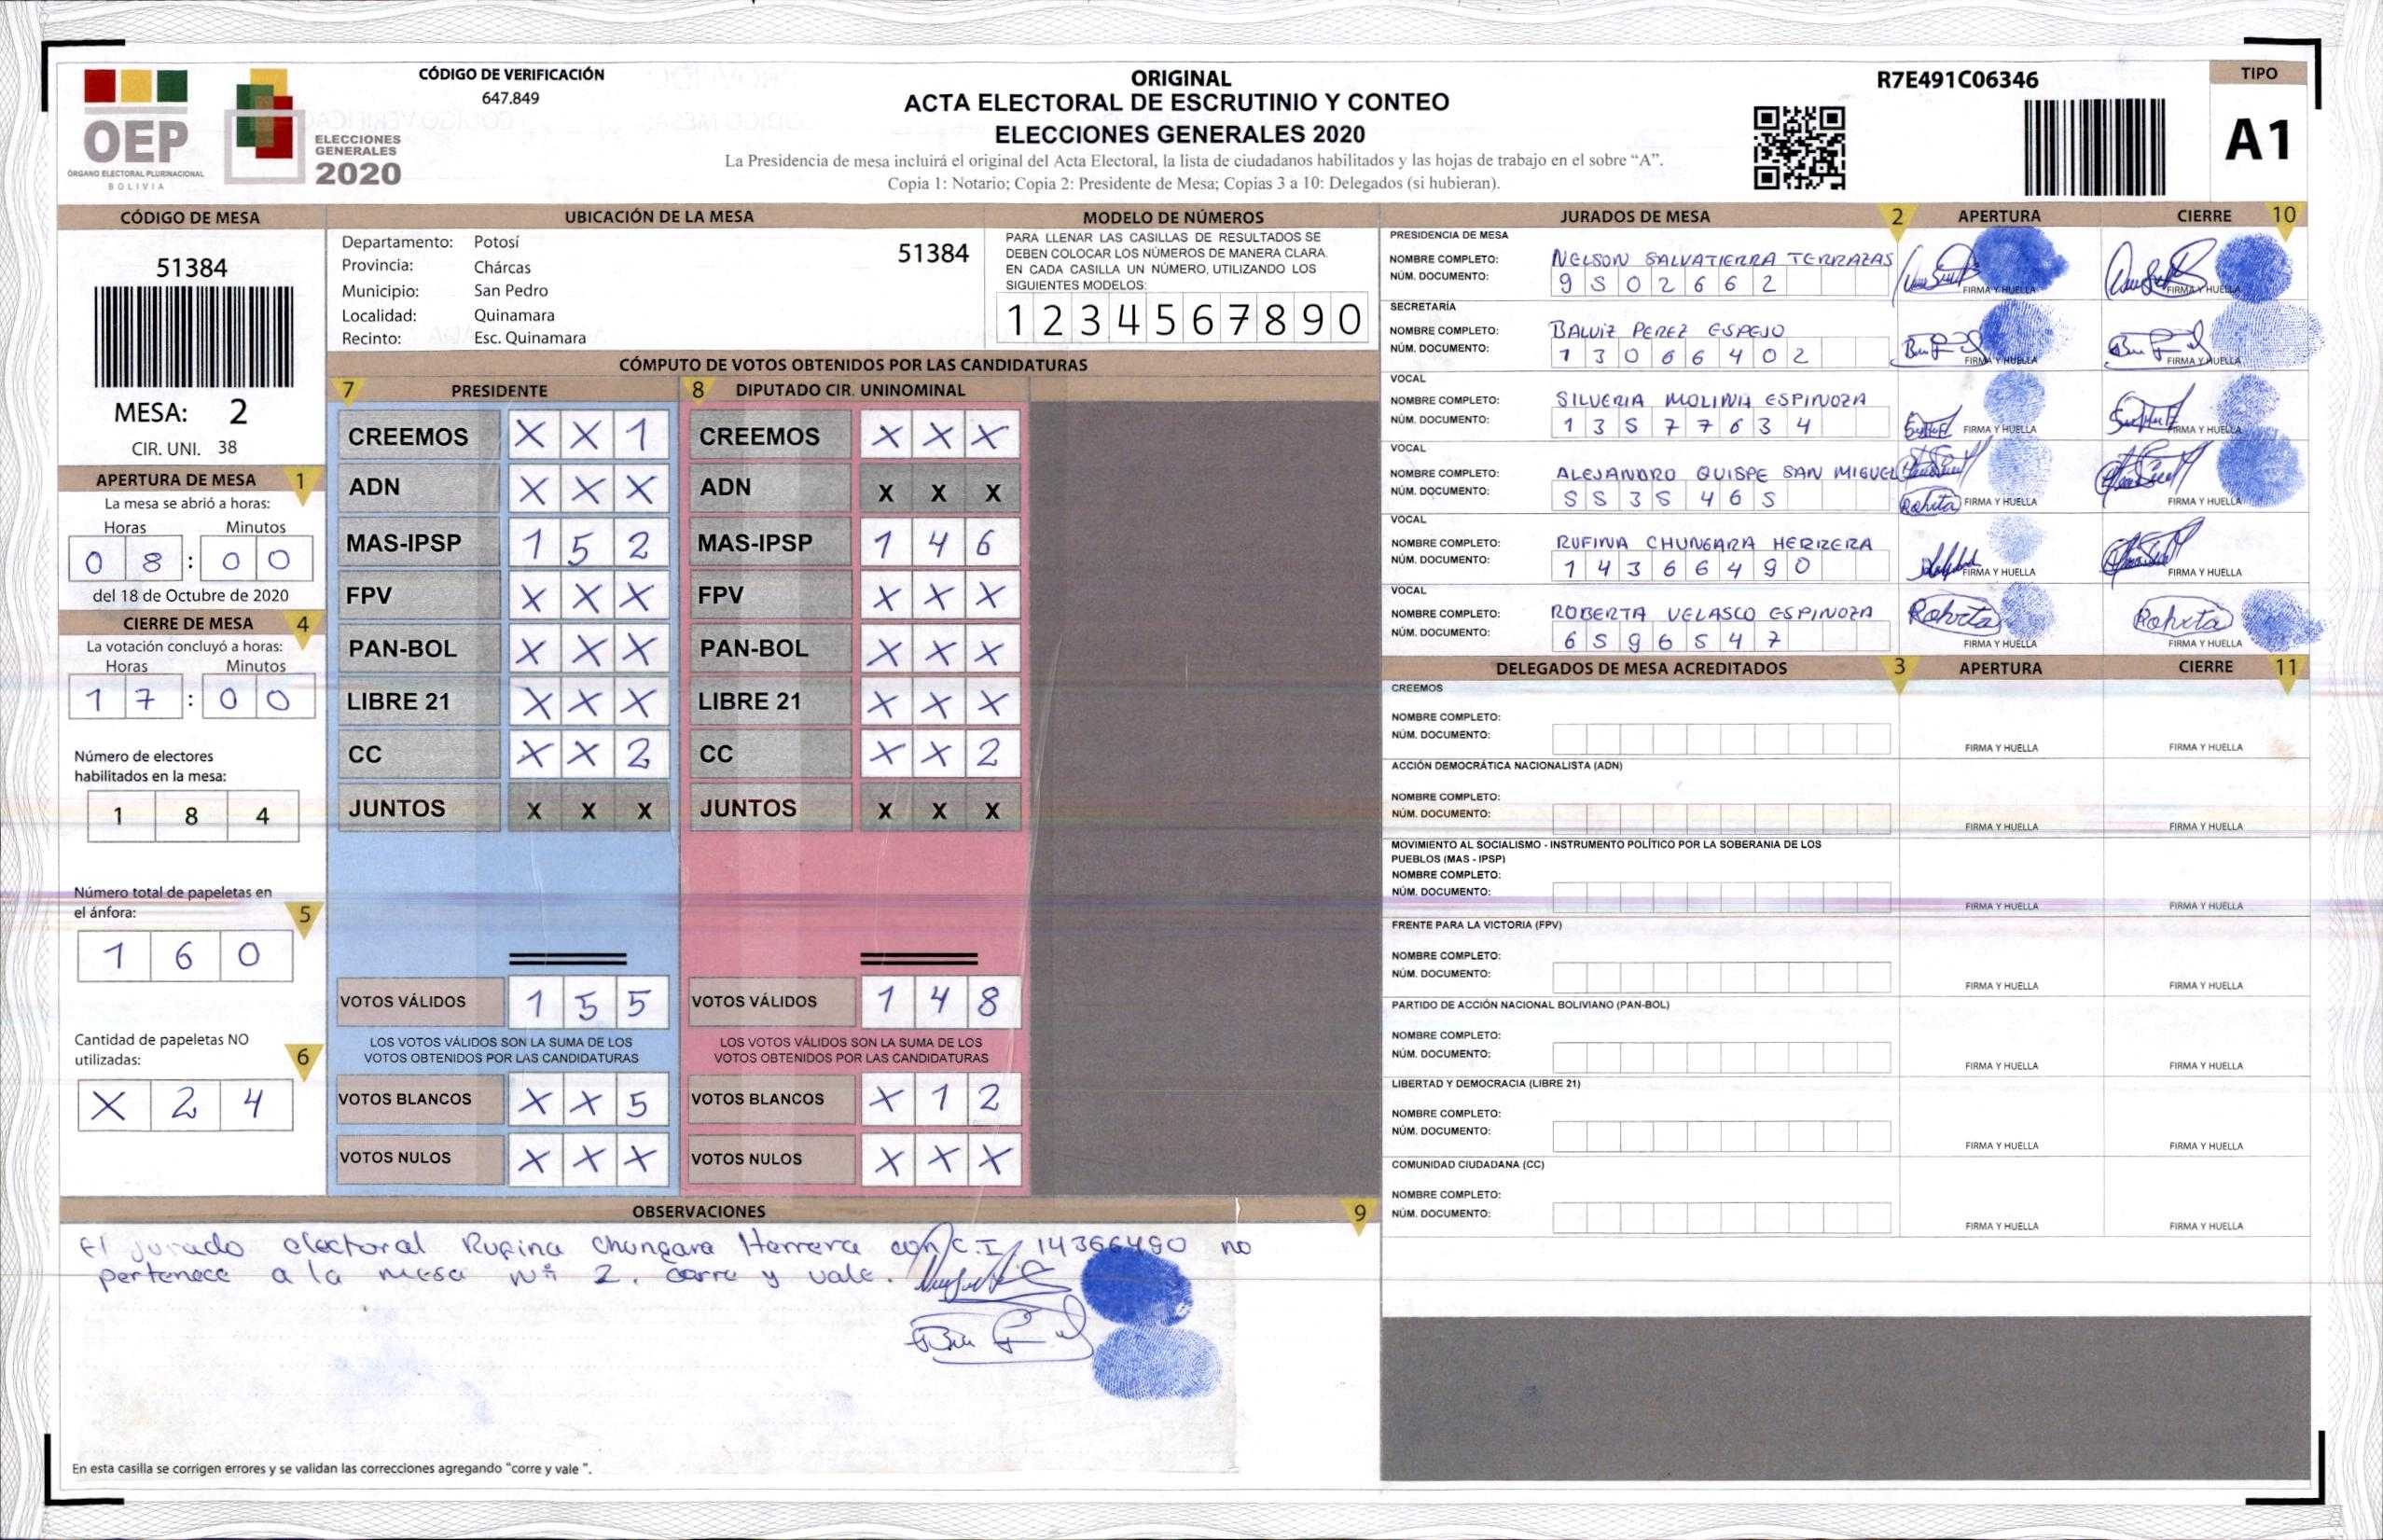 CÓDIGO DE VERIFICACIÓN
647.849
OEP
ÓRGANO ELECTORAL PLURINACIONAL
BOLIVIA
ELECCIONES
GENERALES
2020
ORIGINAL
ACTA ELECTORAL DE ESCRUTINIO Y CONTEO
ELECCIONES GENERALES 2020
La Presidencia de mesa incluirá el original del Acta Electoral, la lista de ciudadanos habilitados y las hojas de trabajo en el sobre “A”.
Copia 1: Notario; Copia 2: Presidente de Mesa; Copias 3 a 10: Delegados (si hubieran).
R7E491C06346
TIPO
A1
CÓDIGO DE MESA
51384
MESA: 2
CIR. UNI. 38
APERTURA DE MESA 1
La mesa se abrió a horas:
Horas Minutos
0 8 : 0 0
del 18 de Octubre de 2020
CIERRE DE MESA 4
La votación concluyó a horas:
Horas Minutos
1 7 : 0 0
Número de electores
habilitados en la mesa:
1 8 4
Número total de papeletas en
el ánfora: 5
1 6 0
Cantidad de papeletas NO
utilizadas: 6
X 2 4
UBICACIÓN DE LA MESA
Departamento: Potosí 51384
Provincia: Chárcas
Municipio: San Pedro
Localidad: Quinamara
Recinto: Esc. Quinamara
MODELO DE NÚMEROS
PARA LLENAR LAS CASILLAS DE RESULTADOS SE
DEBEN COLOCAR LOS NÚMEROS DE MANERA CLARA.
EN CADA CASILLA UN NÚMERO, UTILIZANDO LOS
SIGUIENTES MODELOS:
1 2 3 4 5 6 7 8 9 0
CÓMPUTO DE VOTOS OBTENIDOS POR LAS CANDIDATURAS
7 PRESIDENTE
CREEMOS X X 1
ADN X X X
MAS-IPSP 1 5 2
FPV X X X
PAN-BOL X X X
LIBRE 21 X X X
CC X X 2
JUNTOS X X X
VOTOS VÁLIDOS 1 5 5
LOS VOTOS VÁLIDOS SON LA SUMA DE LOS
VOTOS OBTENIDOS POR LAS CANDIDATURAS
VOTOS BLANCOS X X 5
VOTOS NULOS X X X
8 DIPUTADO CIR. UNINOMINAL
CREEMOS X X X
ADN X X X
MAS-IPSP 1 4 6
FPV X X X
PAN-BOL X X X
LIBRE 21 X X X
CC X X 2
JUNTOS X X X
VOTOS VÁLIDOS 1 4 8
LOS VOTOS VÁLIDOS SON LA SUMA DE LOS
VOTOS OBTENIDOS POR LAS CANDIDATURAS
VOTOS BLANCOS X 1 2
VOTOS NULOS X X X
OBSERVACIONES 9
El jurado electoral Rufina Chungara Herrera con C.I 14366490 no
pertenece a la mesa Nº 2. corre y vale.
En esta casilla se corrigen errores y se validan las correcciones agregando "corre y vale ".
JURADOS DE MESA 2 APERTURA CIERRE 10
PRESIDENCIA DE MESA
NOMBRE COMPLETO: NELSON SALVATIERRA TERRAZAS
NÚM. DOCUMENTO: 9 5 0 2 6 6 2
FIRMA Y HUELLA FIRMA Y HUELLA
SECRETARÍA
NOMBRE COMPLETO: BALUIZ PEREZ ESPEJO
NÚM. DOCUMENTO: 1 3 0 6 6 4 0 2
FIRMA Y HUELLA FIRMA Y HUELLA
VOCAL
NOMBRE COMPLETO: SILVERIA MOLINA ESPINOZA
NÚM. DOCUMENTO: 1 3 5 7 7 6 3 4
FIRMA Y HUELLA FIRMA Y HUELLA
VOCAL
NOMBRE COMPLETO: ALEJANDRO QUISPE SAN MIGUEL
NÚM. DOCUMENTO: 5 5 3 5 4 6 5
Rohxta FIRMA Y HUELLA FIRMA Y HUELLA
VOCAL
NOMBRE COMPLETO: RUFINA CHUNGARA HERRERA
NÚM. DOCUMENTO: 1 4 3 6 6 4 9 0
FIRMA Y HUELLA FIRMA Y HUELLA
VOCAL
NOMBRE COMPLETO: ROBERTA VELASCO ESPINOZA
NÚM. DOCUMENTO: 6 5 9 6 5 4 7
Rohxta Rohxta
FIRMA Y HUELLA FIRMA Y HUELLA
DELEGADOS DE MESA ACREDITADOS 3 APERTURA CIERRE 11
CREEMOS
NOMBRE COMPLETO:
NÚM. DOCUMENTO:
FIRMA Y HUELLA FIRMA Y HUELLA
ACCIÓN DEMOCRÁTICA NACIONALISTA (ADN)
NOMBRE COMPLETO:
NÚM. DOCUMENTO:
FIRMA Y HUELLA FIRMA Y HUELLA
MOVIMIENTO AL SOCIALISMO - INSTRUMENTO POLÍTICO POR LA SOBERANIA DE LOS
PUEBLOS (MAS - IPSP)
NOMBRE COMPLETO:
NÚM. DOCUMENTO:
FIRMA Y HUELLA FIRMA Y HUELLA
FRENTE PARA LA VICTORIA (FPV)
NOMBRE COMPLETO:
NÚM. DOCUMENTO:
FIRMA Y HUELLA FIRMA Y HUELLA
PARTIDO DE ACCIÓN NACIONAL BOLIVIANO (PAN-BOL)
NOMBRE COMPLETO:
NÚM. DOCUMENTO:
FIRMA Y HUELLA FIRMA Y HUELLA
LIBERTAD Y DEMOCRACIA (LIBRE 21)
NOMBRE COMPLETO:
NÚM. DOCUMENTO:
FIRMA Y HUELLA FIRMA Y HUELLA
COMUNIDAD CIUDADANA (CC)
NOMBRE COMPLETO:
NÚM. DOCUMENTO:
FIRMA Y HUELLA FIRMA Y HUELLA